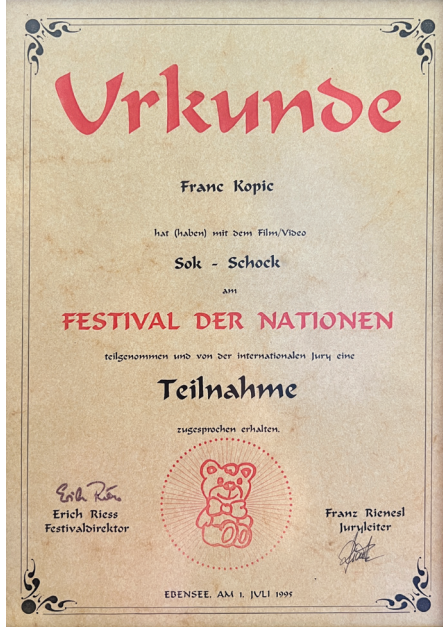 Urkunde
Franc Kopic
hat (haben) mit dem Film/Video
Sok - Schock
am
FESTIVAL DER NATIONEN
teilgenommen und von der internationalen Jury eine
Teilnahme
zugesprochen erhalten.
Erich Riess
Erich Riess
Festivaldirektor
Franz Rienesl
Juryleiter
EBENSEE, AM 1. JULI 1995